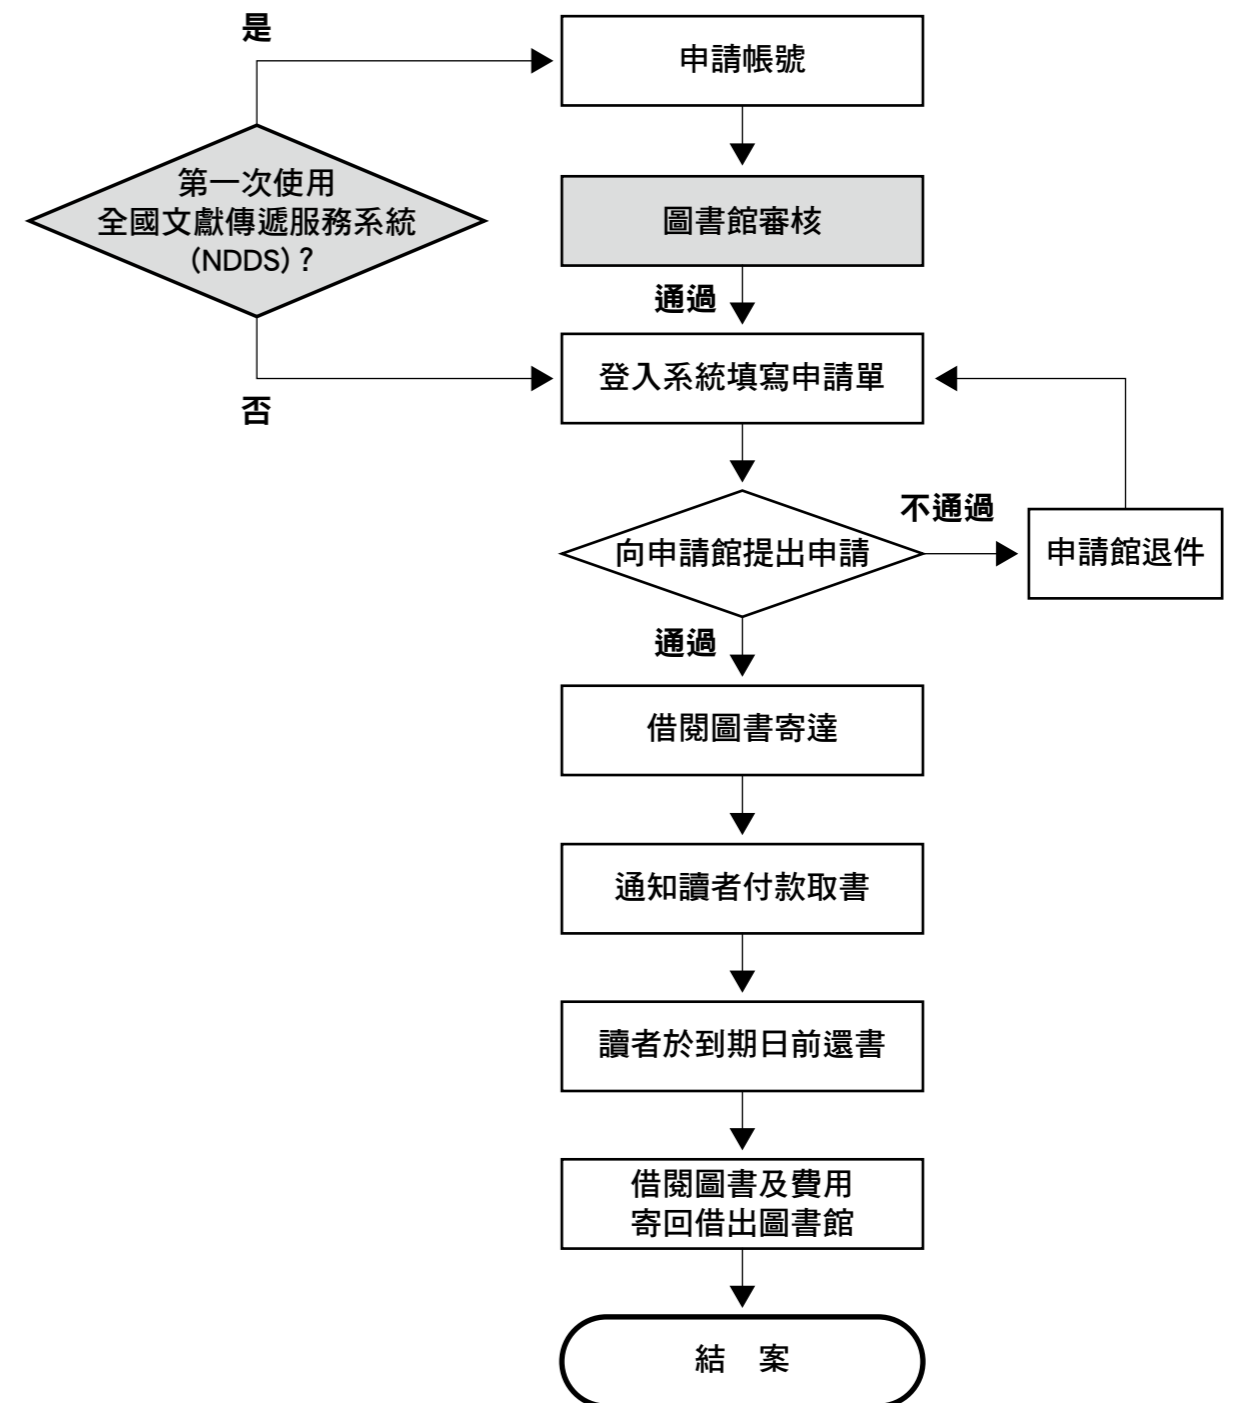 是
申請帳號
第一次使用
全國文獻傳遞服務系統
(NDDS)？
圖書館審核
通過
登入系統填寫申請單
否
向申請館提出申請
不通過
申請館退件
通過
借閱圖書寄達
通知讀者付款取書
讀者於到期日前還書
借閱圖書及費用
寄回借出圖書館
結　案